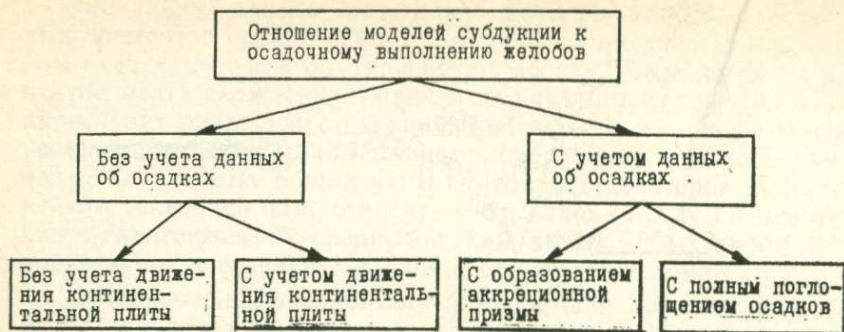 Отношение моделей субдукции к
осадочному выполнению желобов
Без учета данных
об осадках
С учетом данных
об осадках
Без учета движе-
ния континен-
тальной плиты
С учетом движе-
ния континенталь-
ной плиты
С образованием
аккреционной
призмы
С полным погло-
щением осадков